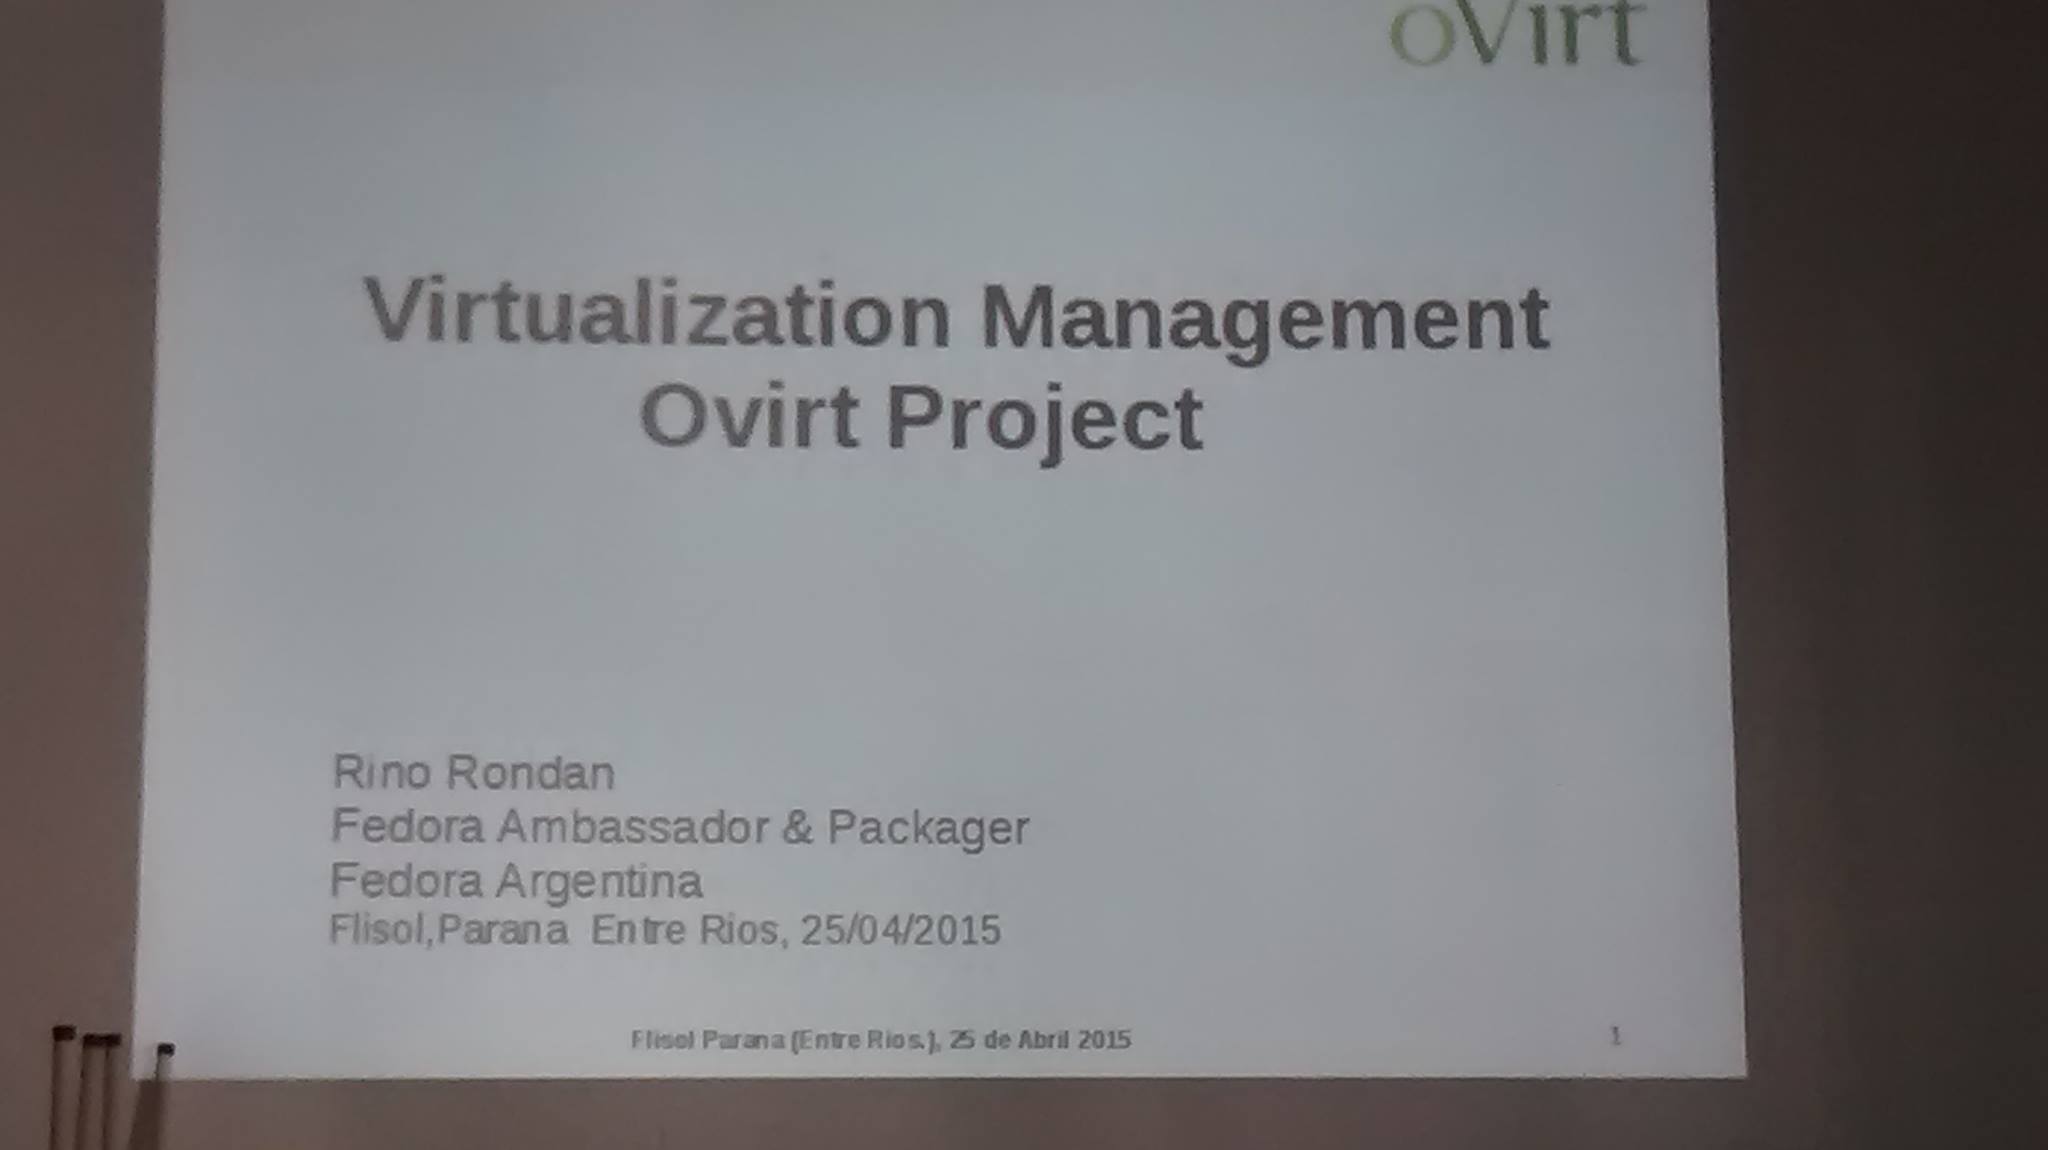 oVirt
Virtualization Management
Ovirt Project
Rino Rondan
Fedora Ambassador & Packager
Fedora Argentina
Flisol,Parana Entre Rios, 25/04/2015
Flisol Parana (Entre Rios.), 25 de Abril 2015
1